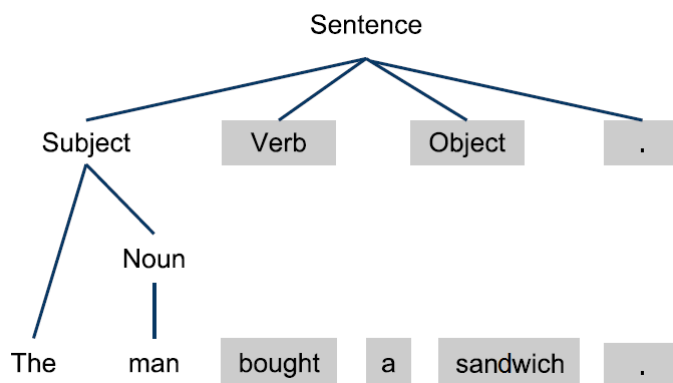 Sentence
Subject Verb Object .
Noun
The man bought a sandwich .